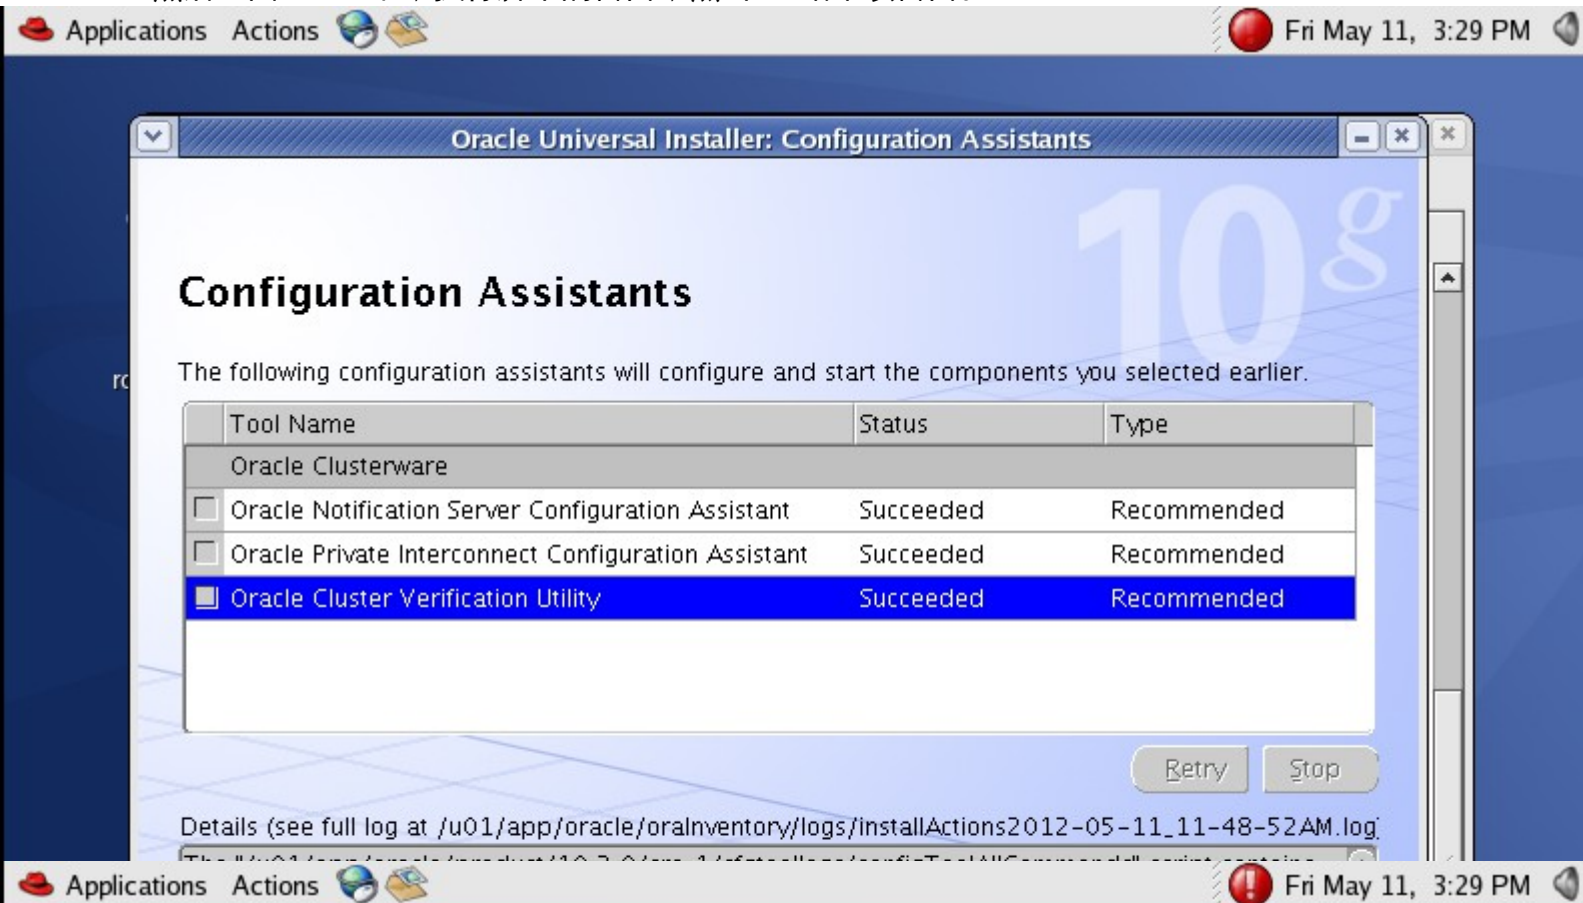 Applications Actions Fri May 11, 3:29 PM
Oracle Universal Installer: Configuration Assistants
10g
Configuration Assistants
The following configuration assistants will configure and start the components you selected earlier.
Tool Name Status Type
Oracle Clusterware
Oracle Notification Server Configuration Assistant Succeeded Recommended
Oracle Private Interconnect Configuration Assistant Succeeded Recommended
Oracle Cluster Verification Utility Succeeded Recommended
Retry Stop
Details (see full log at /u01/app/oracle/oraInventory/logs/installActions2012-05-11_11-48-52AM.log)
Applications Actions Fri May 11, 3:29 PM